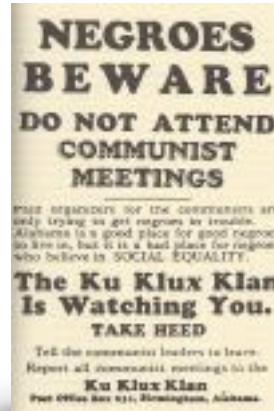 NEGROES
BEWARE
DO NOT ATTEND
COMMUNIST
MEETINGS
Paid organizers for the communists are
only trying to get negroes in trouble.
Alabama is a good place for good negroes
to live in, but it is a bad place for negroes
who believe in SOCIAL EQUALITY.
The Ku Klux Klan
Is Watching You.
TAKE HEED
Tell the communist leaders to leave.
Report all communist meetings to the
Ku Klux Klan
Post Office Box 651, Birmingham, Alabama.